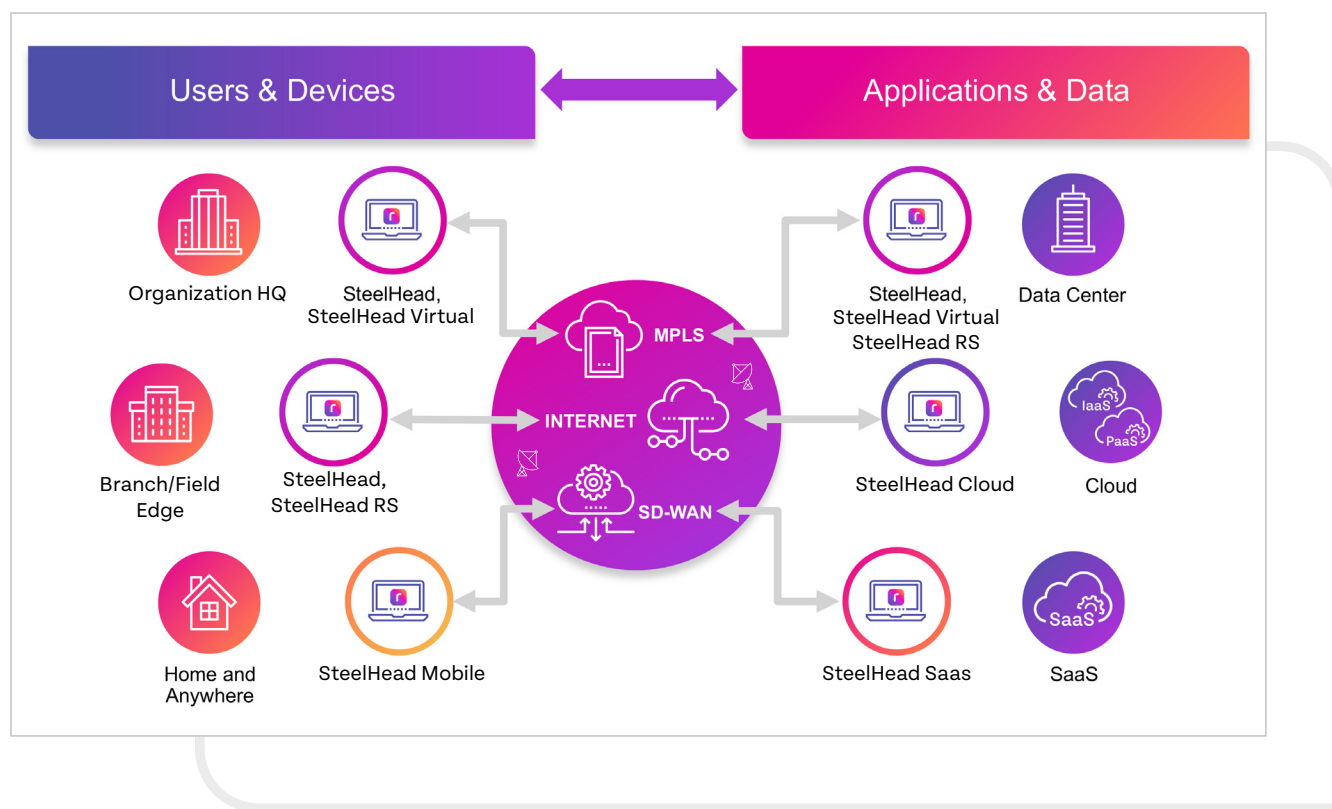 Users & Devices
Applications & Data
Organization HQ
SteelHead,
SteelHead Virtual
MPLS
SteelHead,
SteelHead Virtual
SteelHead RS
Data Center
Branch/Field
Edge
SteelHead,
SteelHead RS
INTERNET
SteelHead Cloud
IaaS
PaaS
Cloud
Home and
Anywhere
SteelHead Mobile
SD-WAN
SteelHead Saas
SaaS
SaaS